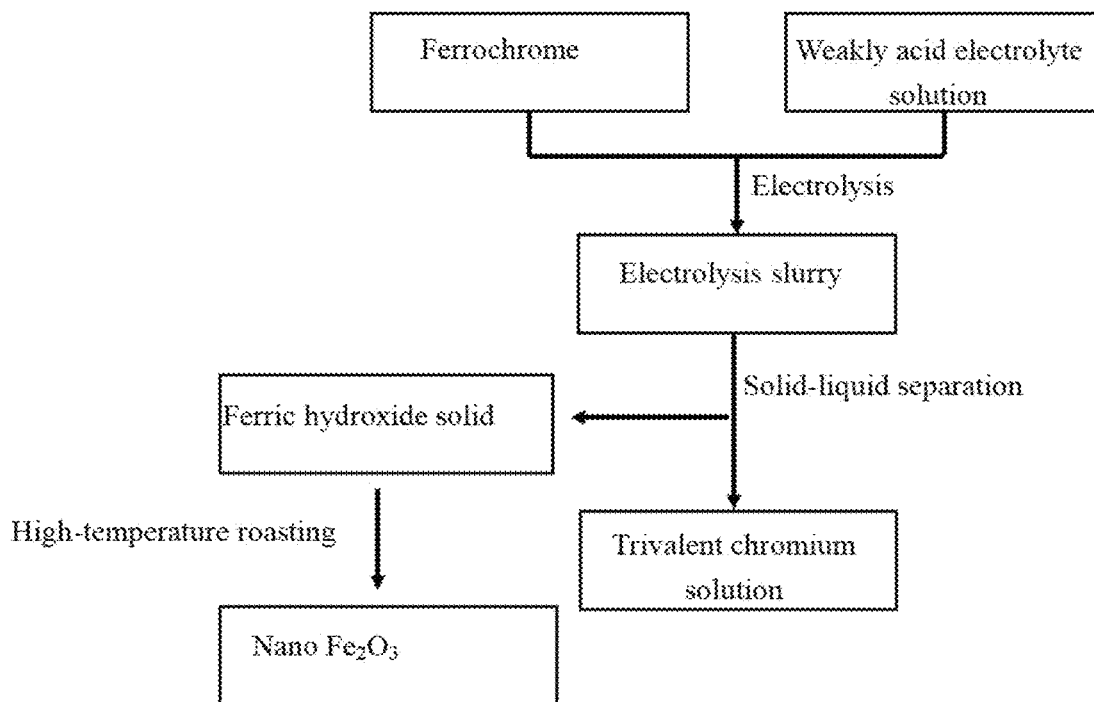 Ferrochrome
Weakly acid electrolyte
solution
Electrolysis
Electrolysis slurry
Solid-liquid separation
Ferric hydroxide solid
High-temperature roasting
Trivalent chromium
solution
Nano Fe₂O₃